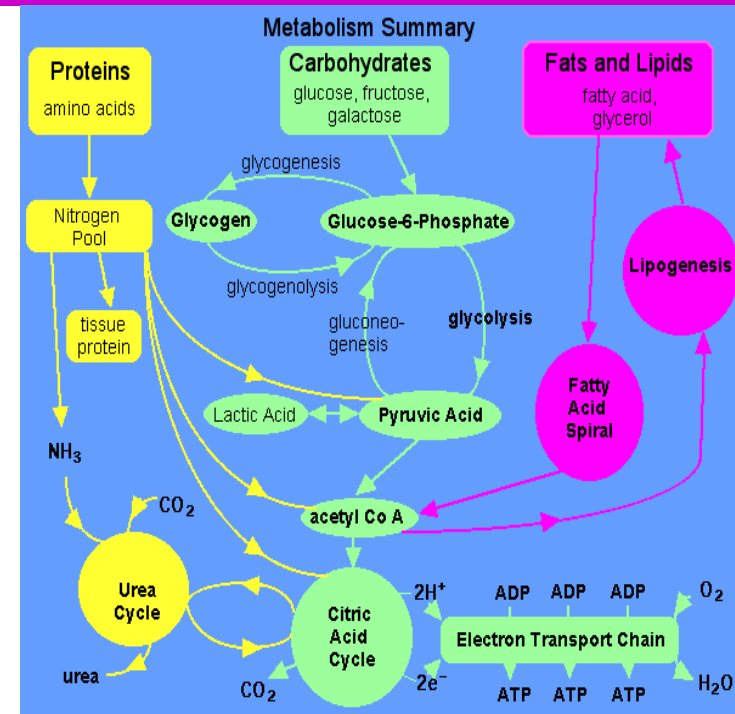 Metabolism Summary
Proteins
amino acids
Carbohydrates
glucose, fructose,
galactose
Fats and Lipids
fatty acid,
glycerol
glycogenesis
Nitrogen
Pool
Glycogen
Glucose-6-Phosphate
Lipogenesis
glycogenolysis
tissue
protein
gluconeo-
genesis
glycolysis
Fatty
Acid
Spiral
Lactic Acid
Pyruvic Acid
NH₃
CO₂
acetyl Co A
Urea
Cycle
Citric
Acid
Cycle
2H⁺
ADP ADP ADP
O₂
Electron Transport Chain
urea
CO₂
2e⁻
ATP ATP ATP
H₂O